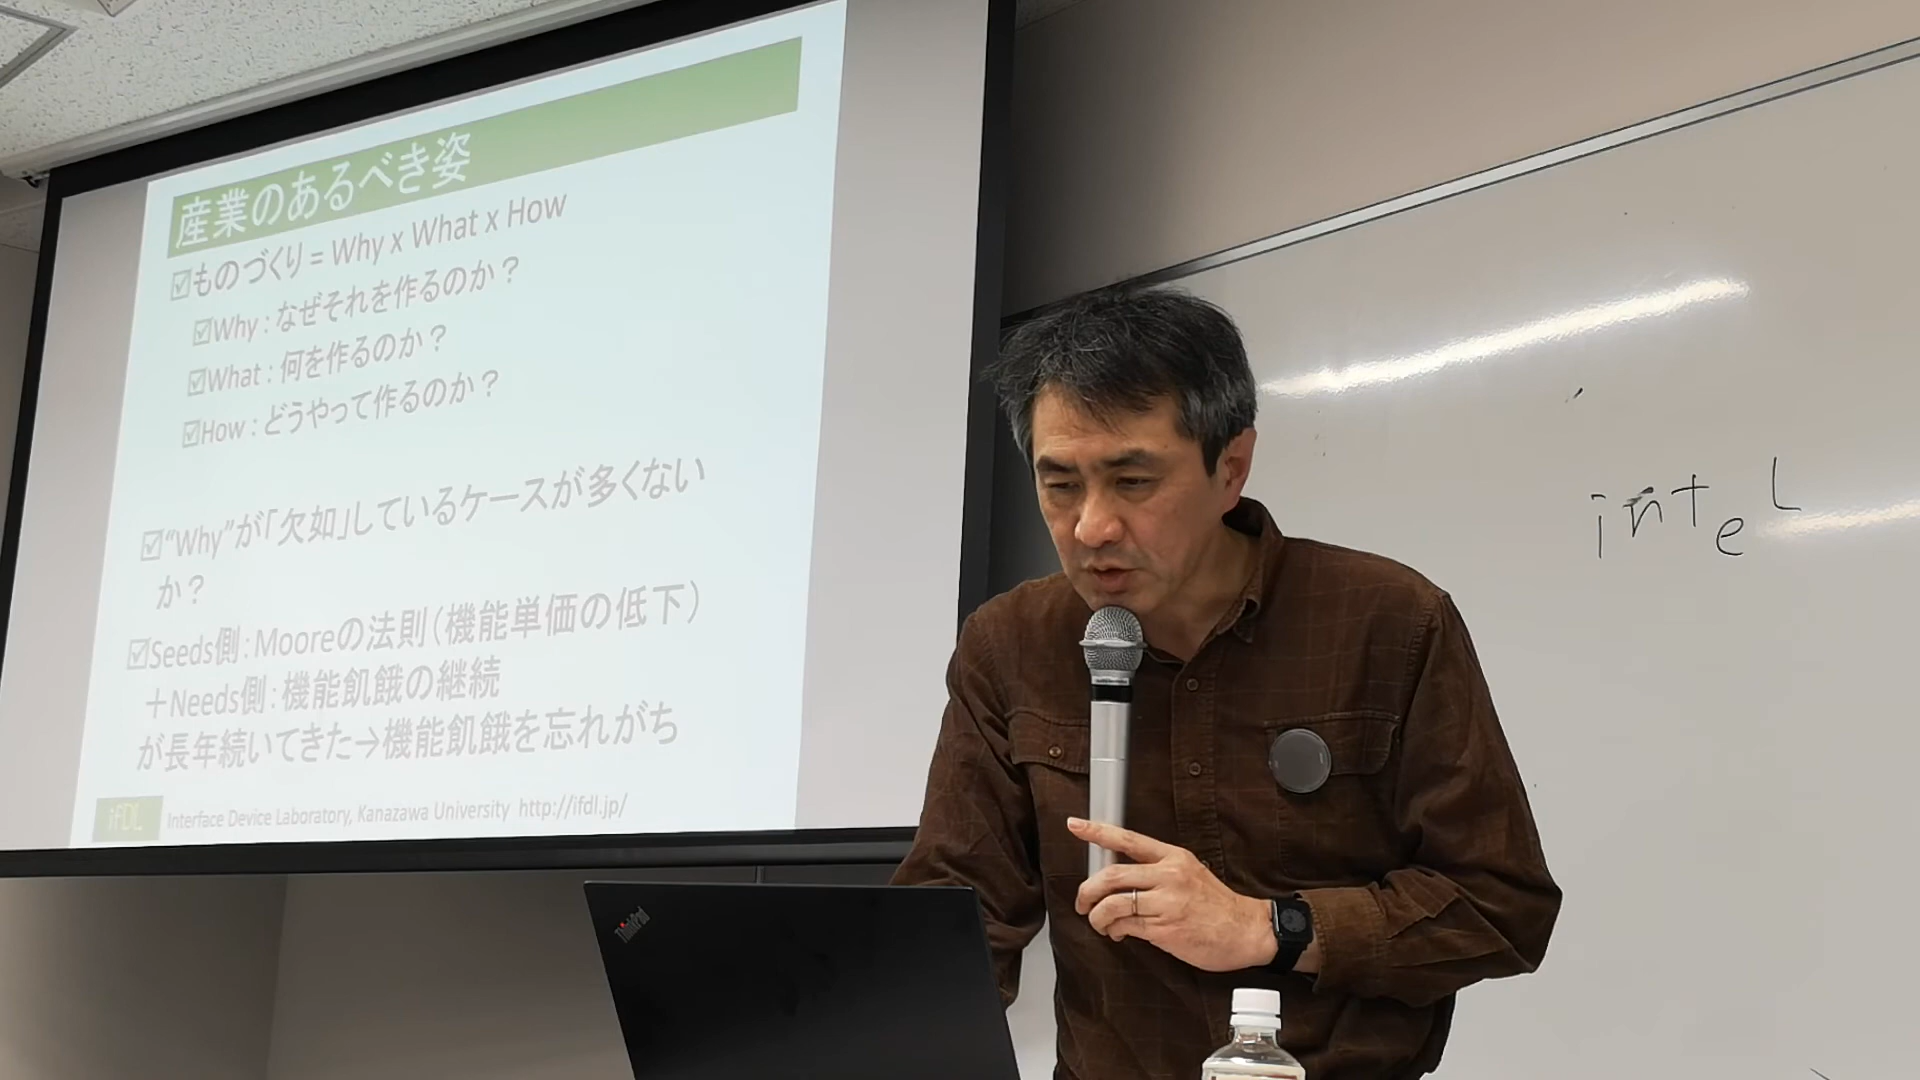 産業のあるべき姿
☑ものづくり = Why x What x How
☑Why : なぜそれを作るのか？
☑What : 何を作るのか？
☑How : どうやって作るのか？
☑“Why”が「欠如」しているケースが多くない
か？
☑Seeds側 : Mooreの法則（機能単価の低下）
＋Needs側 : 機能飢餓の継続
が長年続いてきた→機能飢餓を忘れがち
ifDL Interface Device Laboratory, Kanazawa University http://ifdl.jp/
ThinkPad
intel